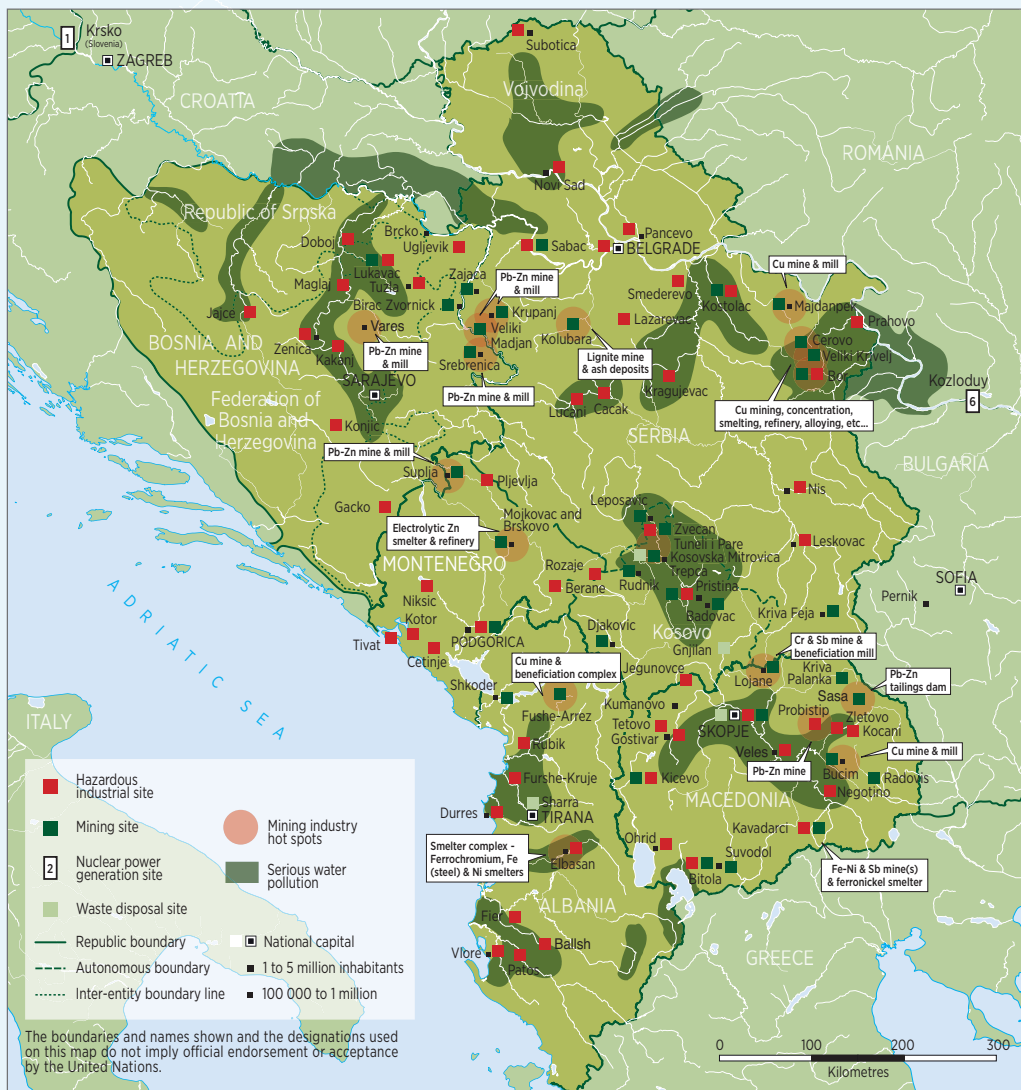 1
Krsko
(Slovenia)
ZAGREB
CROATIA
Subotica
Vojvodina
ROMANIA
Novi Sad
Republic of Srpska
Brcko
Doboj
Ugljevik
Sabac
Pancevo
BELGRADE
Cu mine & mill
Lukavac
Tuzla
Zajaca
Pb-Zn mine
& mill
Maglaj
Birac Zvornick
Krupanj
Smederevo
Kostolac
Majdanpek
Jajce
Vares
Veliki
Madjan
Kolubara
Lazarevac
Prahovo
Cerovo
Veliki Krivelj
Bor
BOSNIA AND
HERZEGOVINA
Zenica
Kakanj
Pb-Zn mine
& mill
Srebrenica
Lignite mine
& ash deposits
SARAJEVO
Pb-Zn mine & mill
Kragujevac
Kozloduy
6
Federation of
Bosnia and
Herzegovina
Lucani
Cacak
Cu mining, concentration,
smelting, refinery, alloying, etc...
Konjic
SERBIA
Pb-Zn mine & mill
Suplja
Pljevlja
BULGARIA
Nis
Gacko
Mojkovac and
Brskovo
Leposavic
Electrolytic Zn
smelter & refinery
Zvecan
Tuneli i Pare
Kosovska Mitrovica
Leskovac
MONTENEGRO
Rozaje
Trepca
Rudnik
SOFIA
Niksic
Berane
Pristina
Pernik
Badovac
Kriva Feja
Kotor
Tivat
PODGORICA
Cetinje
Djakovic
Kosovo
Gnjilan
Cr & Sb mine &
beneficiation mill
Cu mine &
beneficiation complex
Jegunovce
Lojane
Kriva
Palanka
Pb-Zn
tailings dam
Shkoder
Fushe-Arrez
Kumanovo
Sasa
Probistip
Zletovo
Tetovo
Gostivar
SKOPJE
Kocani
ITALY
ADRIATIC SEA
Rubik
Veles
Cu mine & mill
Pb-Zn mine
Bucim
Radovis
Furshe-Kruje
Kicevo
Negotino
MACEDONIA
Durres
Sharra
TIRANA
Kavadarci
Ohrid
Smelter complex -
Ferrochromium, Fe
(steel) & Ni smelters
Elbasan
Suvodol
Bitola
Fe-Ni & Sb mine(s)
& ferronickel smelter
ALBANIA
Fier
Ballsh
Vlore
Patos
GREECE
Hazardous
industrial site
Mining site
Mining industry
hot spots
2
Nuclear power
generation site
Serious water
pollution
Waste disposal site
Republic boundary
National capital
Autonomous boundary
1 to 5 million inhabitants
Inter-entity boundary line
100 000 to 1 million
The boundaries and names shown and the designations used
on this map do not imply official endorsement or acceptance
by the United Nations.
0 100 200 300
Kilometres